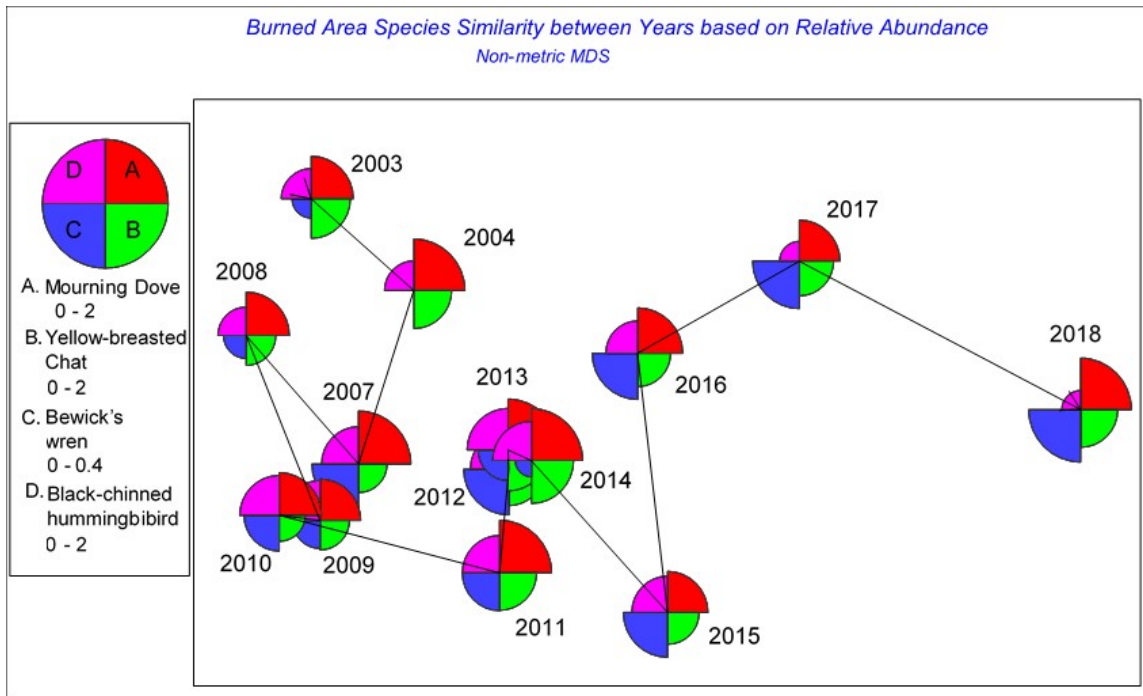 Burned Area Species Similarity between Years based on Relative Abundance
Non-metric MDS
D
A
C
B
A. Mourning Dove
0 - 2
B. Yellow-breasted
Chat
0 - 2
C. Bewick's
wren
0 - 0.4
D. Black-chinned
hummingbibird
0 - 2
2003
2004
2008
2007
2010
2009
2013
2012
2014
2011
2015
2016
2017
2018